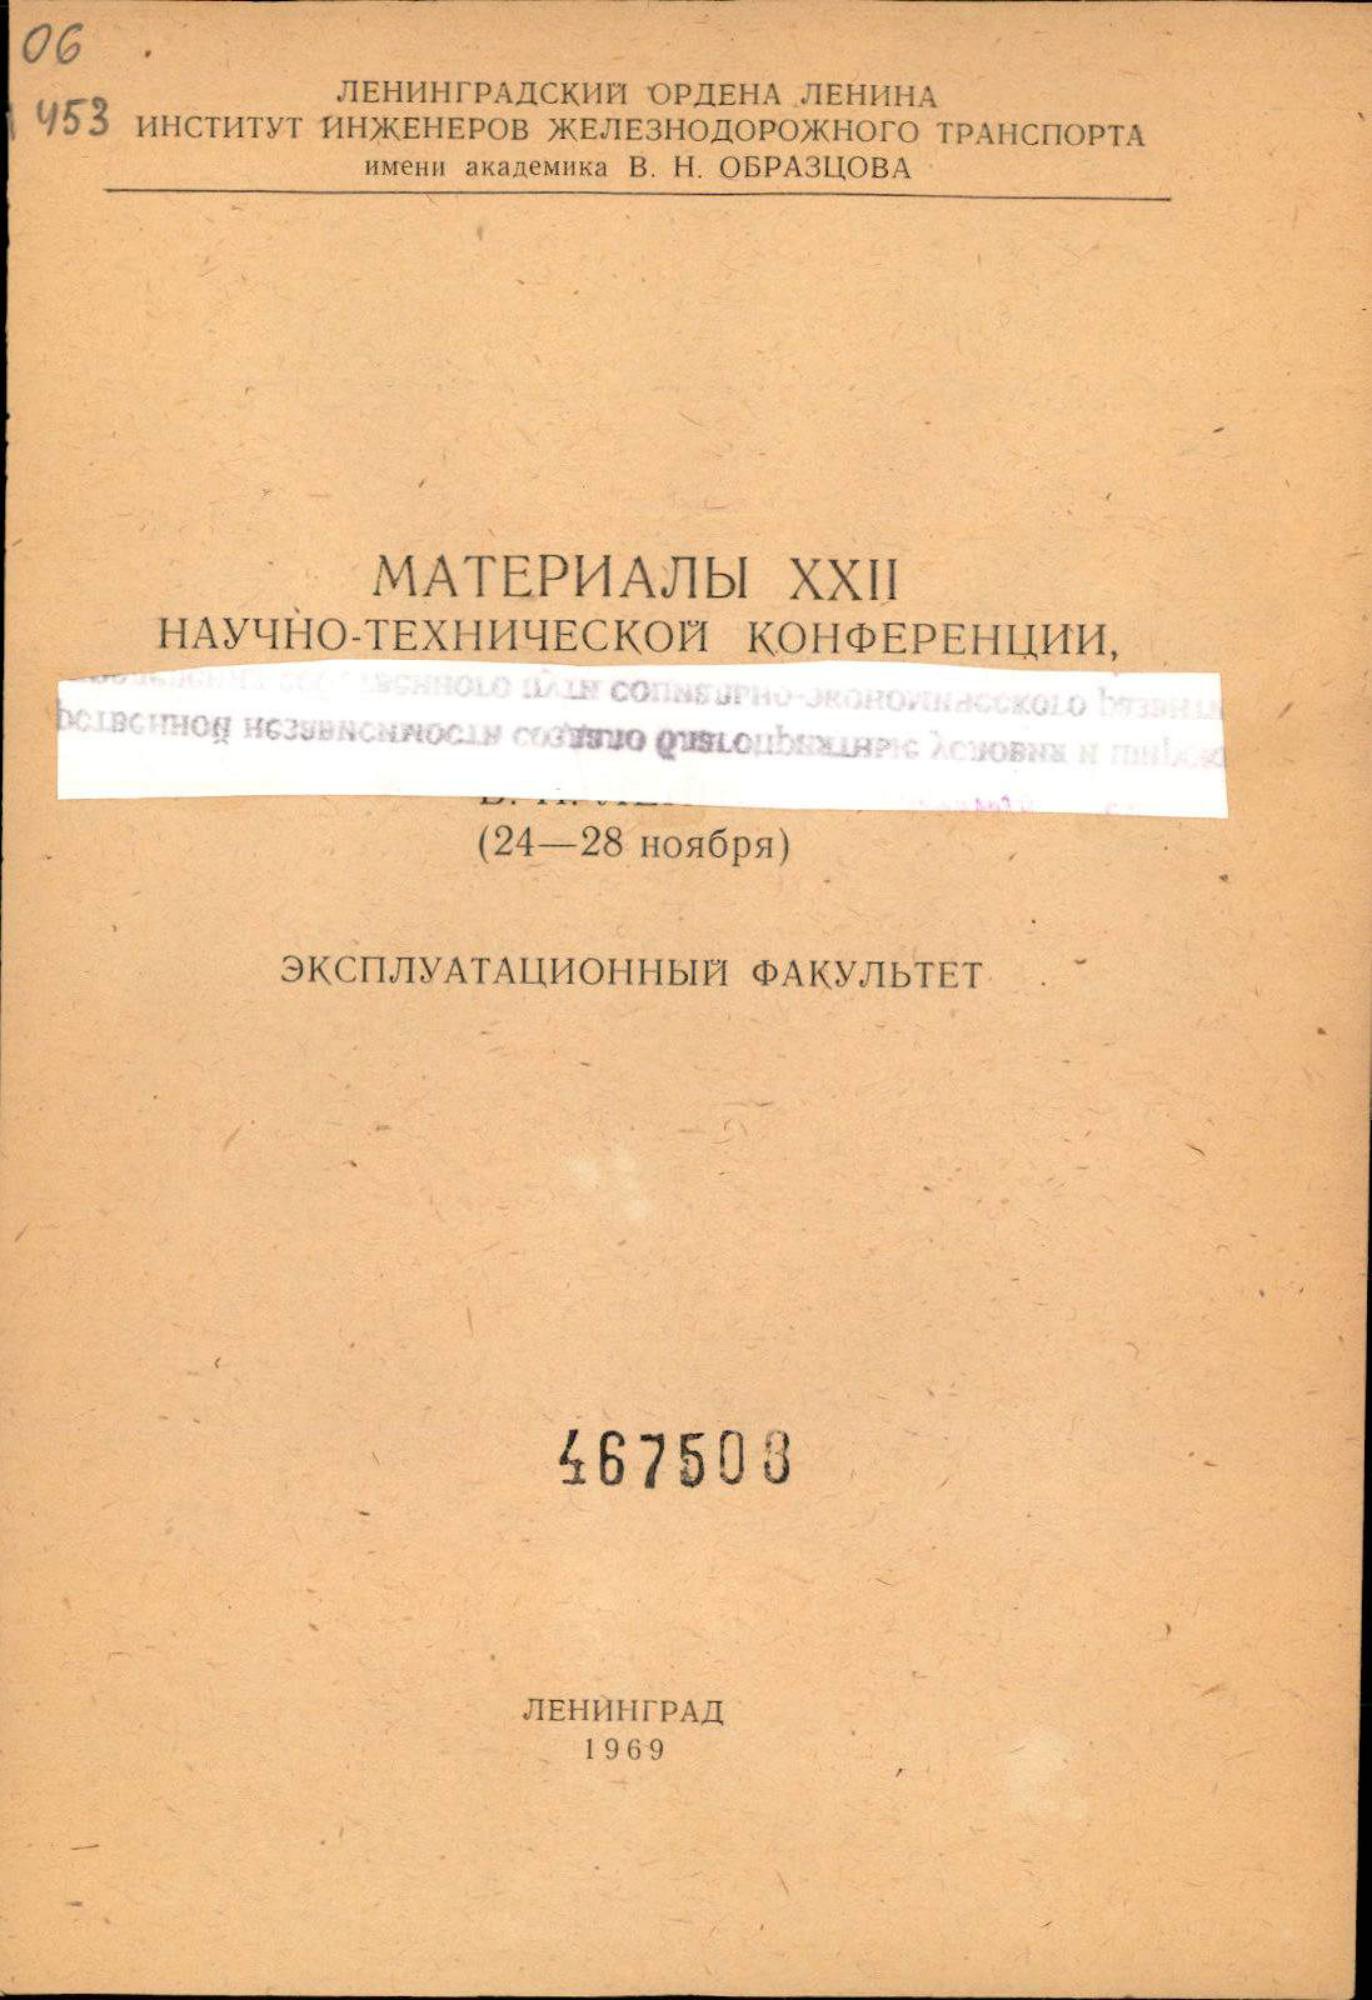 06
453
ЛЕНИНГРАДСКИЙ ОРДЕНА ЛЕНИНА
ИНСТИТУТ ИНЖЕНЕРОВ ЖЕЛЕЗНОДОРОЖНОГО ТРАНСПОРТА
имени академика В. Н. ОБРАЗЦОВА
МАТЕРИАЛЫ XXII
НАУЧНО-ТЕХНИЧЕСКОЙ КОНФЕРЕНЦИИ,
(24—28 ноября)
ЭКСПЛУАТАЦИОННЫЙ ФАКУЛЬТЕТ
467508
ЛЕНИНГРАД
1969